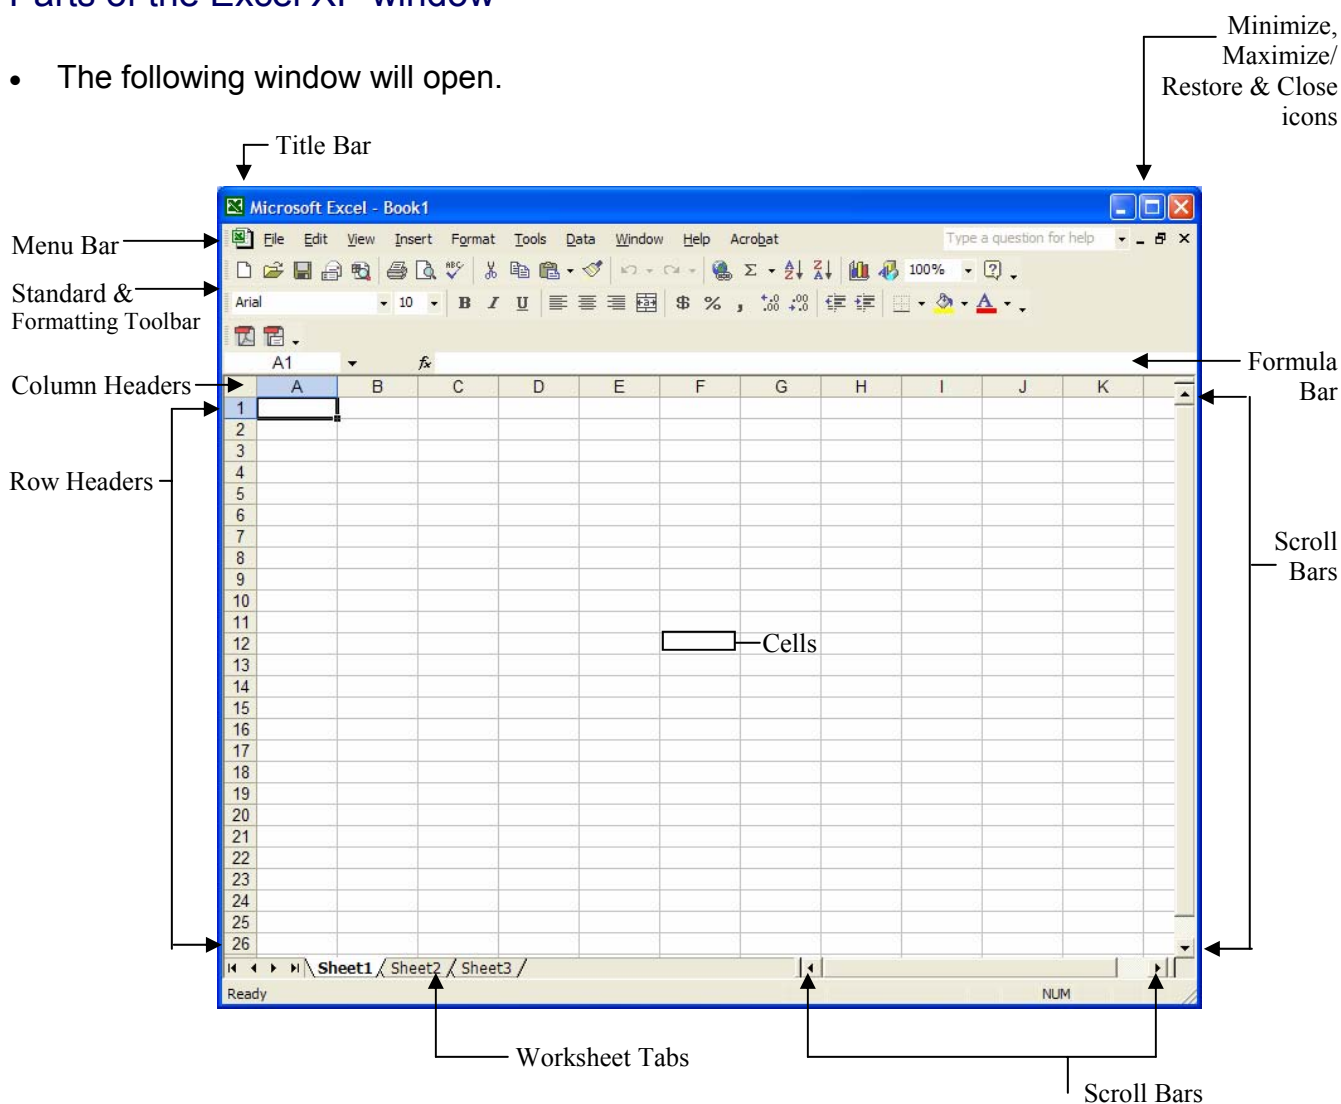 Parts of the Excel XP window
Minimize,
Maximize/
Restore & Close
icons
• The following window will open.
Title Bar
Microsoft Excel - Book1
Menu Bar
File Edit View Insert Format Tools Data Window Help Acrobat Type a question for help
100%
Standard &
Formatting Toolbar
Arial 10 B I U $ % ,
A1 fx
Formula
Bar
Column Headers
A B C D E F G H I J K
1
2
3
4
Row Headers
5
6
7
8
Scroll
Bars
9
10
11
12
Cells
13
14
15
16
17
18
19
20
21
22
23
24
25
26
Sheet1 Sheet2 Sheet3
Ready NUM
Worksheet Tabs
Scroll Bars